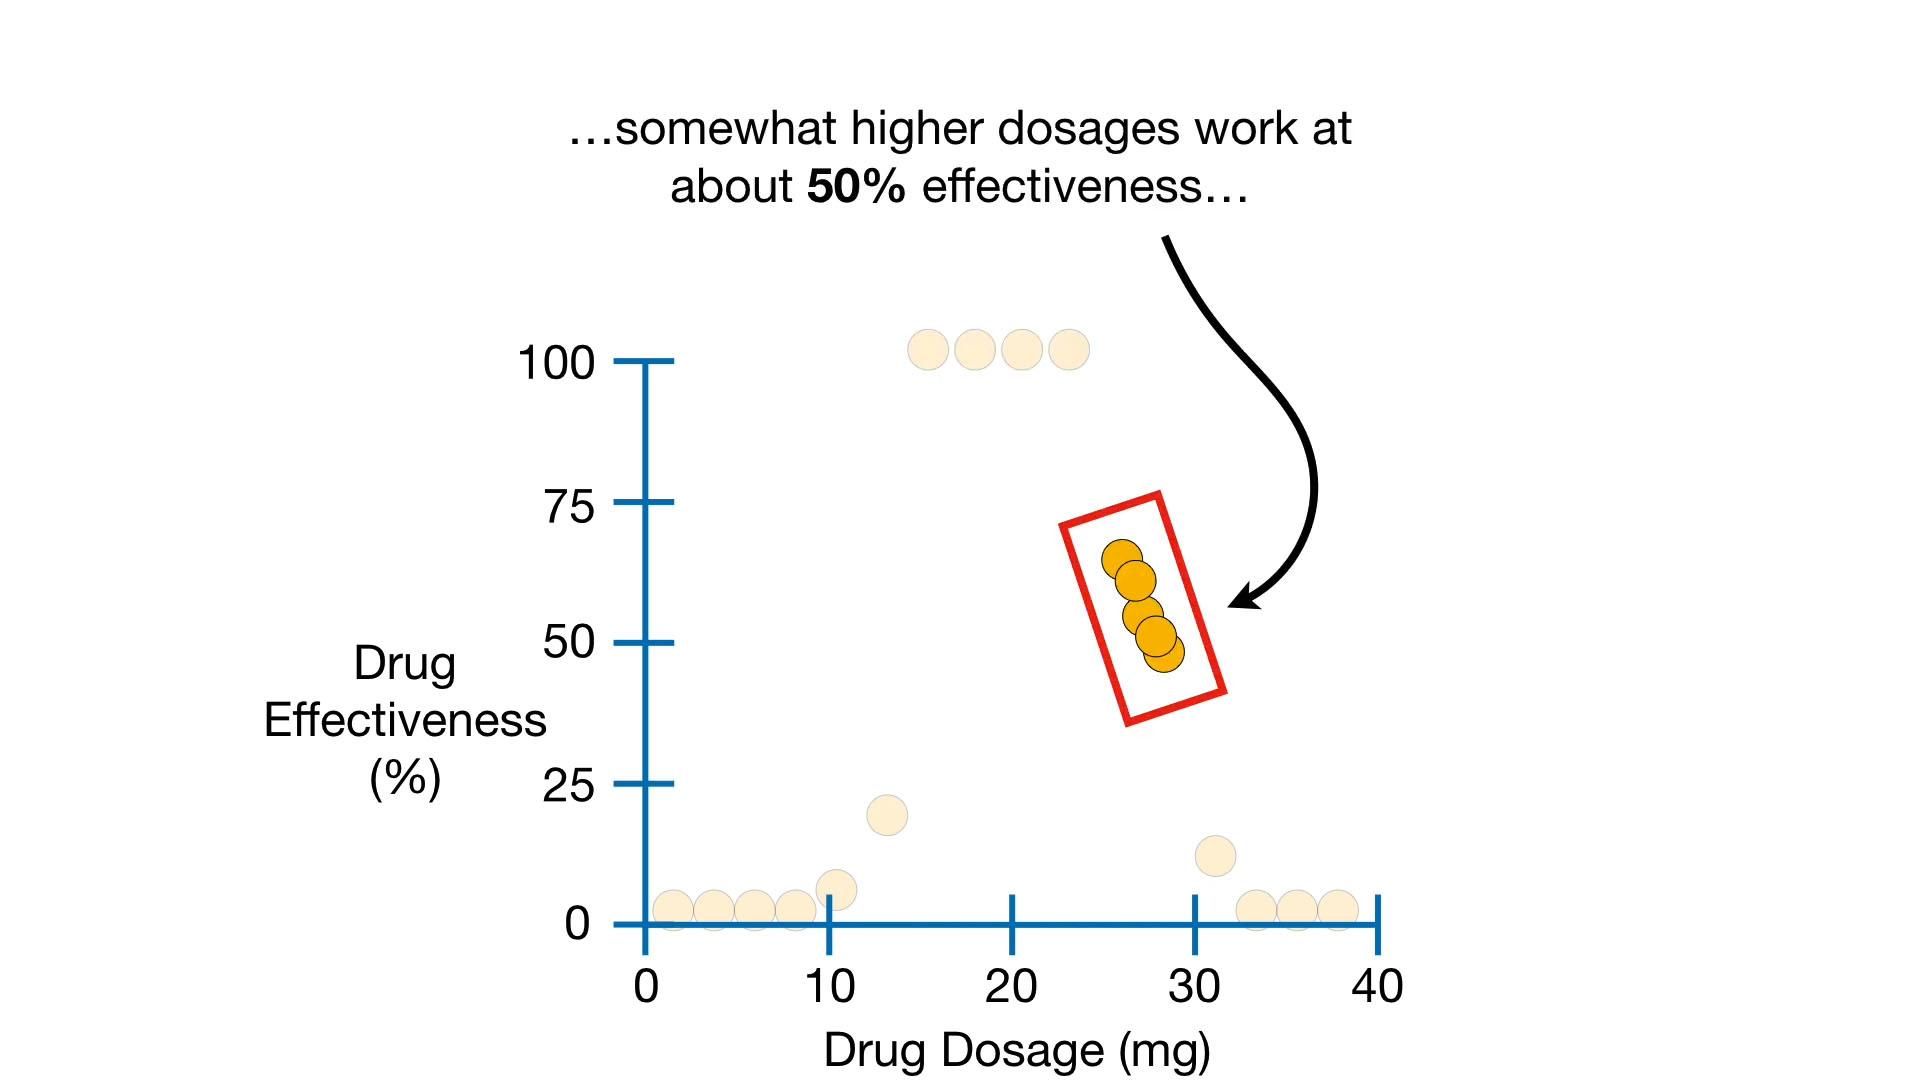 …somewhat higher dosages work at
about 50% effectiveness…
100
75
50
25
0
Drug
Effectiveness
(%)
0 10 20 30 40
Drug Dosage (mg)